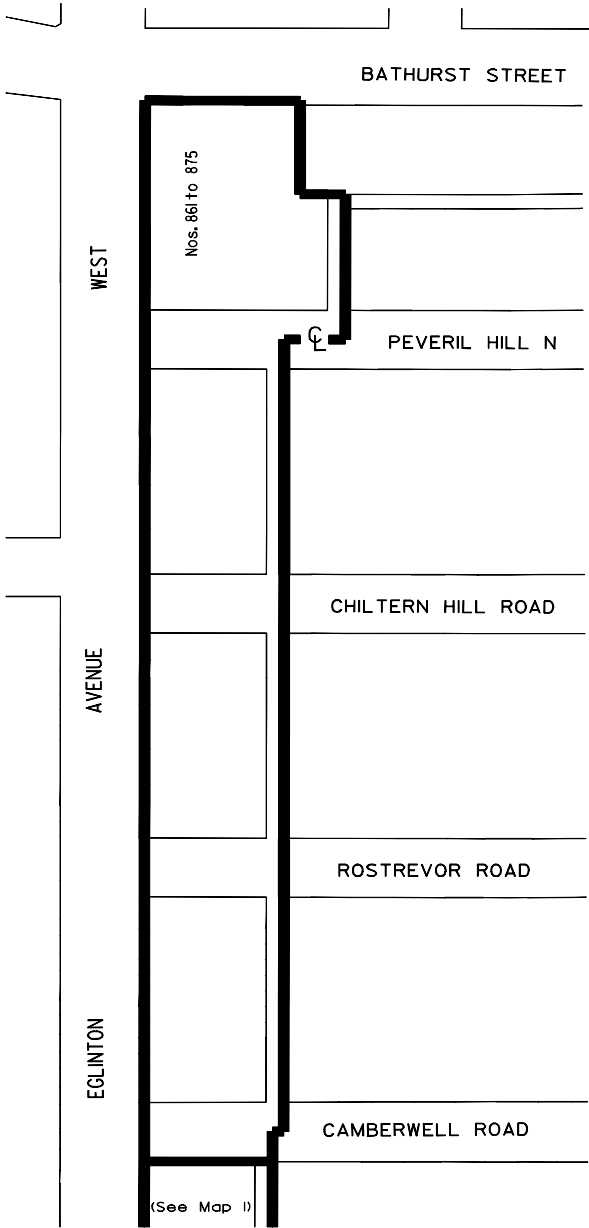 BATHURST STREET
Nos. 861 to 875
WEST
℄
PEVERIL HILL N
CHILTERN HILL ROAD
AVENUE
ROSTREVOR ROAD
EGLINTON
CAMBERWELL ROAD
(See Map 1)